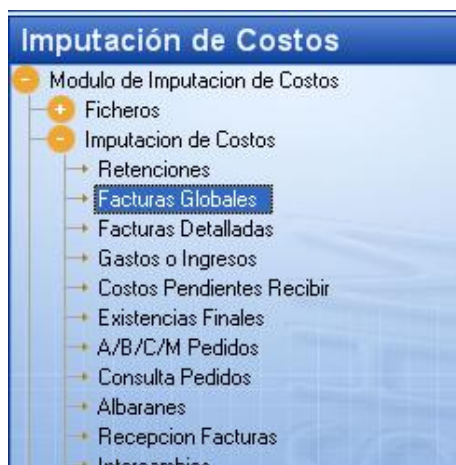 Imputación de Costos
Modulo de Imputacion de Costos
Ficheros
Imputacion de Costos
Retenciones
Facturas Globales
Facturas Detalladas
Gastos o Ingresos
Costos Pendientes Recibir
Existencias Finales
A/B/C/M Pedidos
Consulta Pedidos
Albaranes
Recepcion Facturas